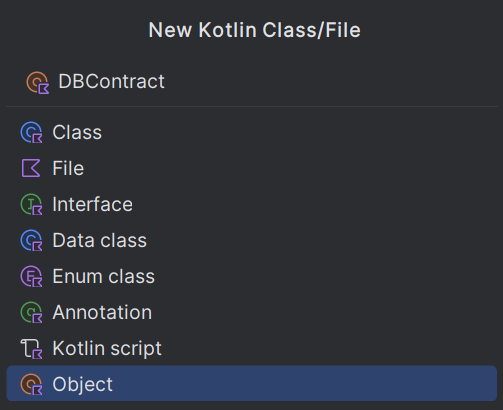 New Kotlin Class/File
DBContract
Class
File
Interface
Data class
Enum class
Annotation
Kotlin script
Object